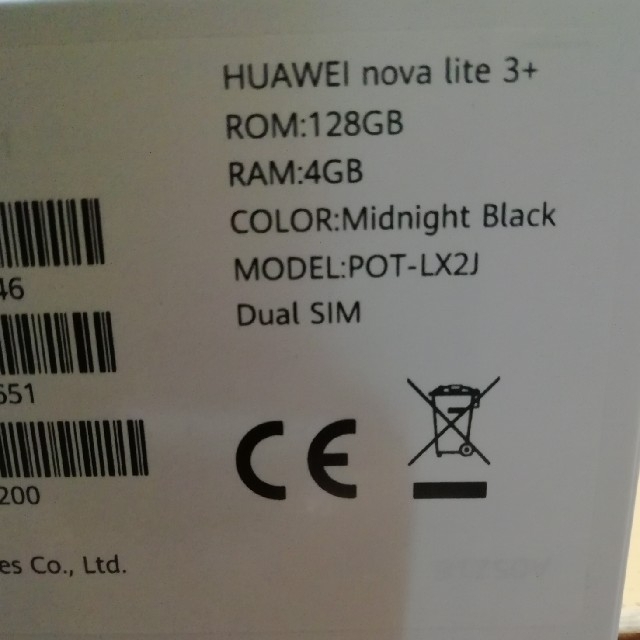 HUAWEI nova lite 3+
ROM:128GB
RAM:4GB
COLOR:Midnight Black
MODEL:POT-LX2J
Dual SIM
46
651
200
CE
es Co., Ltd.